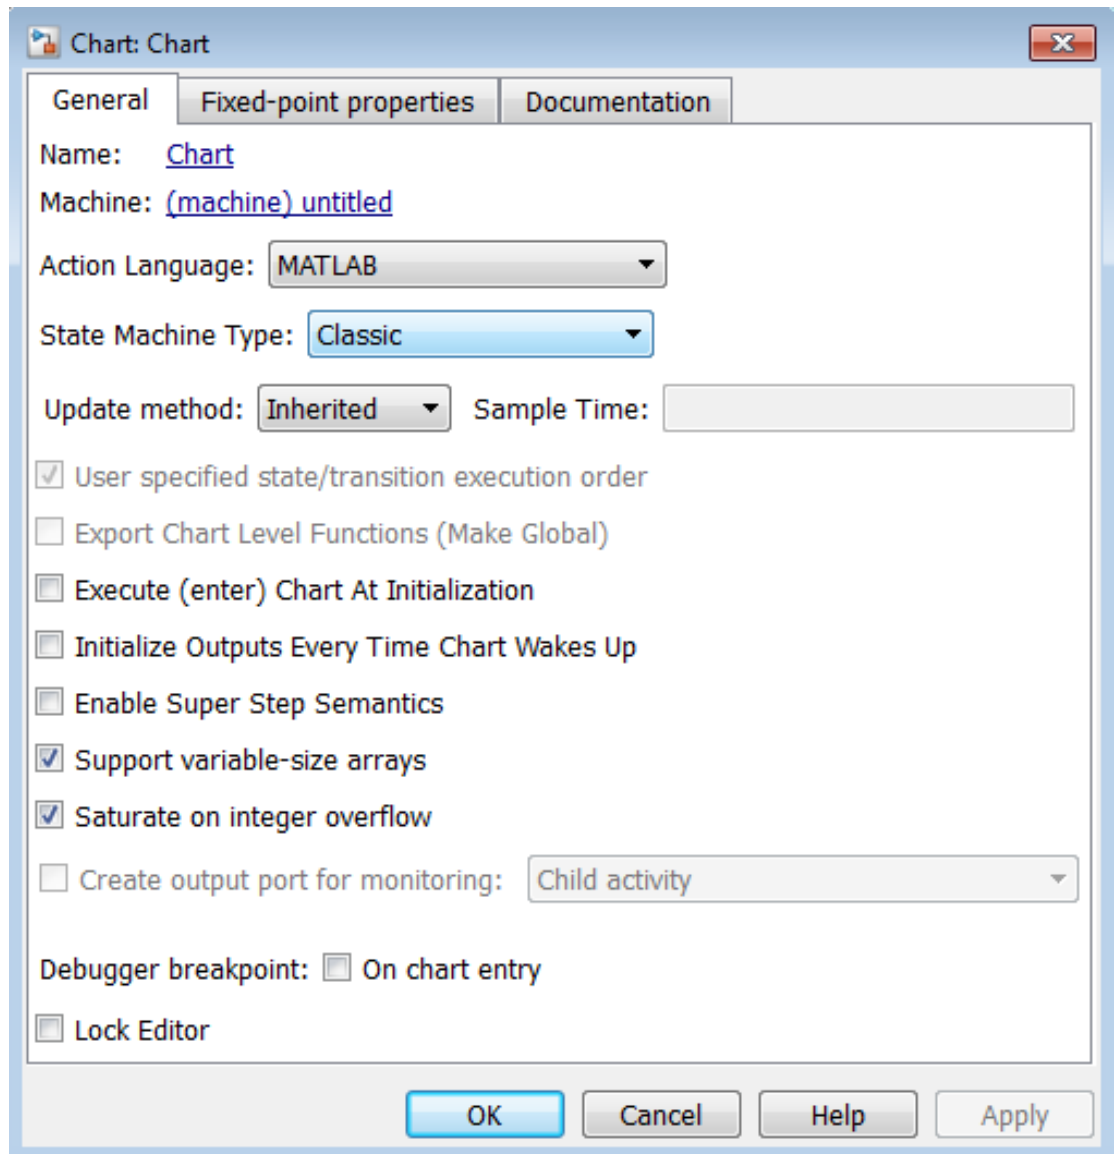 Chart: Chart
General Fixed-point properties Documentation
Name: Chart
Machine: (machine) untitled
Action Language: MATLAB
State Machine Type: Classic
Update method: Inherited Sample Time:
User specified state/transition execution order
Export Chart Level Functions (Make Global)
Execute (enter) Chart At Initialization
Initialize Outputs Every Time Chart Wakes Up
Enable Super Step Semantics
Support variable-size arrays
Saturate on integer overflow
Create output port for monitoring: Child activity
Debugger breakpoint: On chart entry
Lock Editor
OK Cancel Help Apply